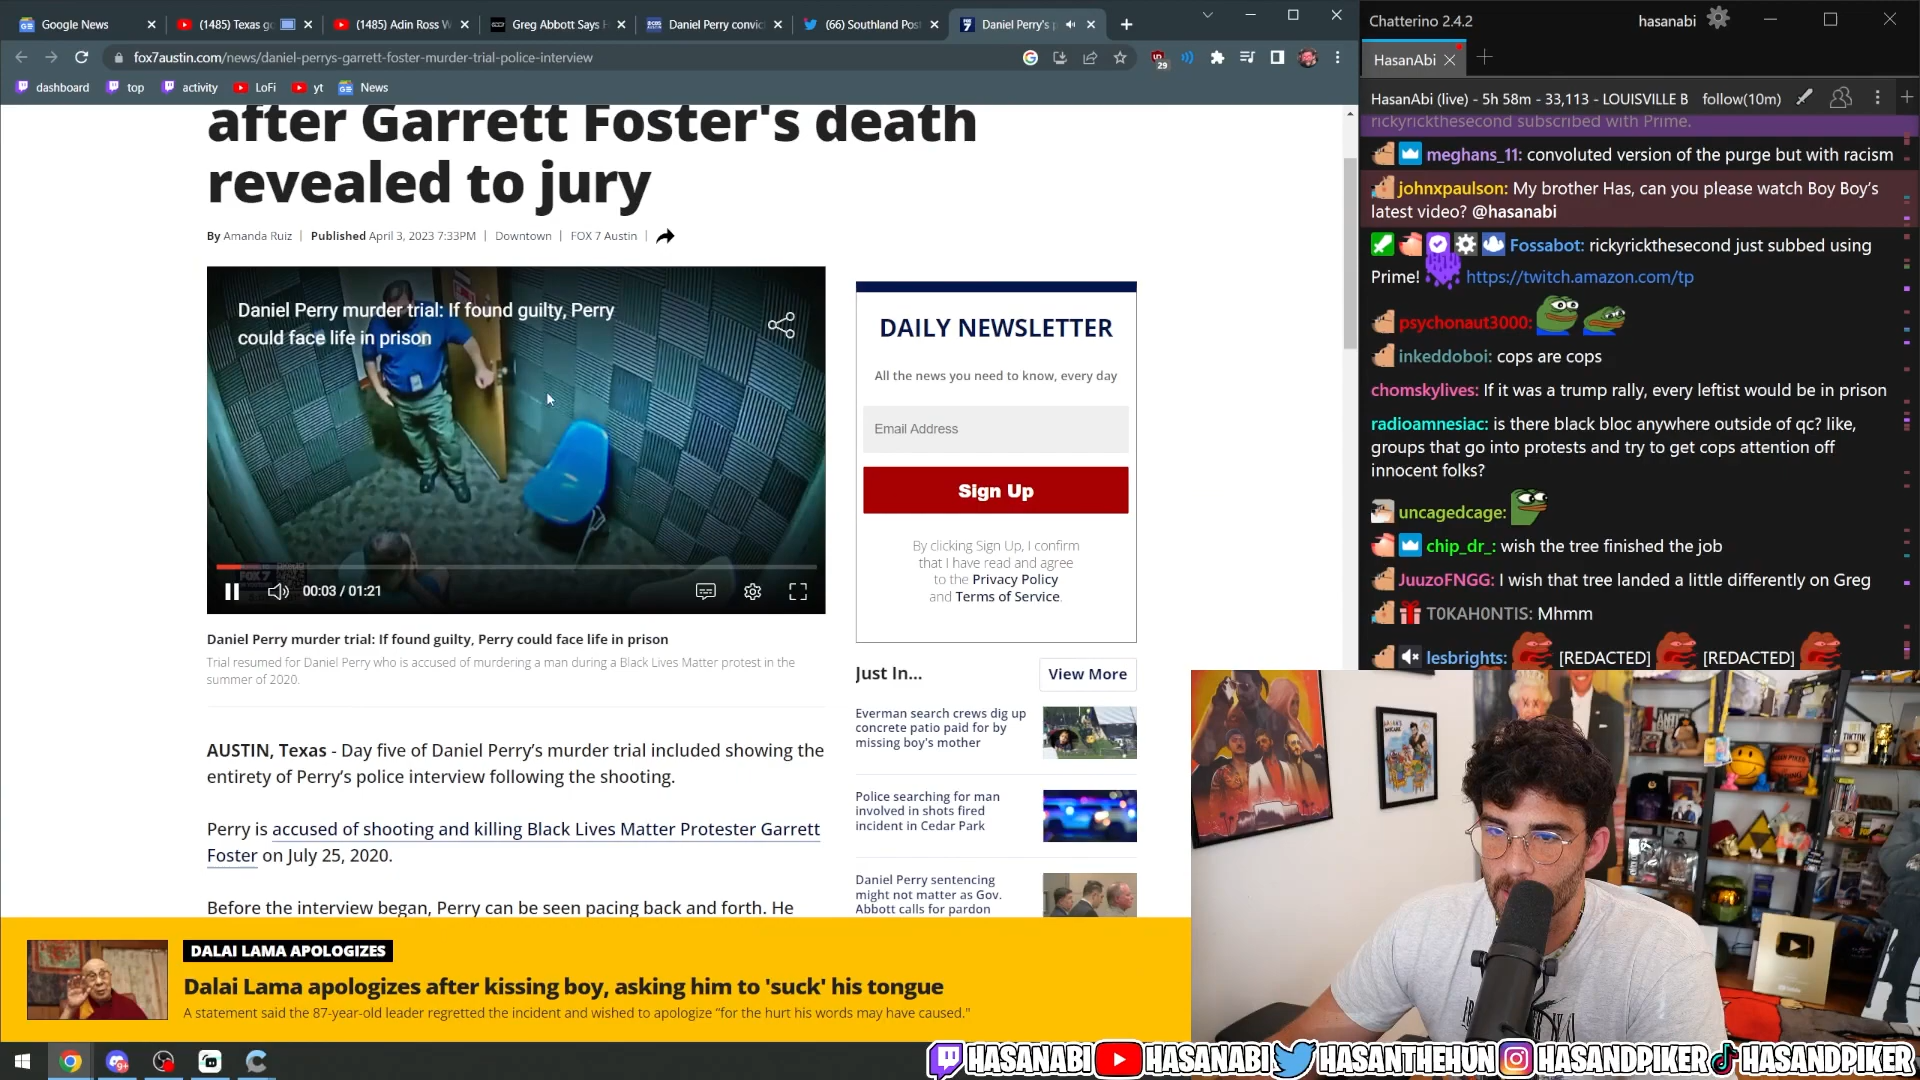 Google News
(1485) Texas g
(1485) Adin Ross W
Greg Abbott Says
Daniel Perry convic
(66) Southland Pos
Daniel Perry's
fox7austin.com/news/daniel-perrys-garrett-foster-murder-trial-police-interview
29
dashboard
top
activity
LoFi
yt
News
after Garrett Foster's death
revealed to jury
By Amanda Ruiz | Published April 3, 2023 7:33PM | Downtown | FOX 7 Austin |
Daniel Perry murder trial: If found guilty, Perry
could face life in prison
00:03 / 01:21
Daniel Perry murder trial: If found guilty, Perry could face life in prison
Trial resumed for Daniel Perry who is accused of murdering a man during a Black Lives Matter protest in the
summer of 2020.
AUSTIN, Texas - Day five of Daniel Perry's murder trial included showing the
entirety of Perry's police interview following the shooting.
Perry is accused of shooting and killing Black Lives Matter Protester Garrett
Foster on July 25, 2020.
Before the interview began, Perry can be seen pacing back and forth. He
DAILY NEWSLETTER
All the news you need to know, every day
Email Address
Sign Up
By clicking Sign Up, I confirm
that I have read and agree
to the Privacy Policy
and Terms of Service.
Just In...
View More
Everman search crews dig up
concrete patio paid for by
missing boy's mother
Police searching for man
involved in shots fired
incident in Cedar Park
Daniel Perry sentencing
might not matter as Gov.
Abbott calls for pardon
DALAI LAMA APOLOGIZES
Dalai Lama apologizes after kissing boy, asking him to 'suck' his tongue
A statement said the 87-year-old leader regretted the incident and wished to apologize "for the hurt his words may have caused."
Chatterino 2.4.2
hasanabi
HasanAbi
HasanAbi (live) - 5h 58m - 33,113 - LOUISVILLE B
follow(10m)
rickyrickthesecond subscribed with Prime.
meghans_11: convoluted version of the purge but with racism
johnxpaulson: My brother Has, can you please watch Boy Boy's
latest video? @hasanabi
Fossabot: rickyrickthesecond just subbed using
Prime! https://twitch.amazon.com/tp
psychonaut3000:
inkeddoboi: cops are cops
chomskylives: If it was a trump rally, every leftist would be in prison
radioamnesiac: is there black bloc anywhere outside of qc? like,
groups that go into protests and try to get cops attention off
innocent folks?
uncagedcage:
chip_dr_: wish the tree finished the job
JuuzoFNGG: I wish that tree landed a little differently on Greg
T0KAH0NTIS: Mhmm
lesbrights: [REDACTED] [REDACTED]
HASANABI HASANABI HASANTHEHUN HASANDPIKER HASANDPIKER